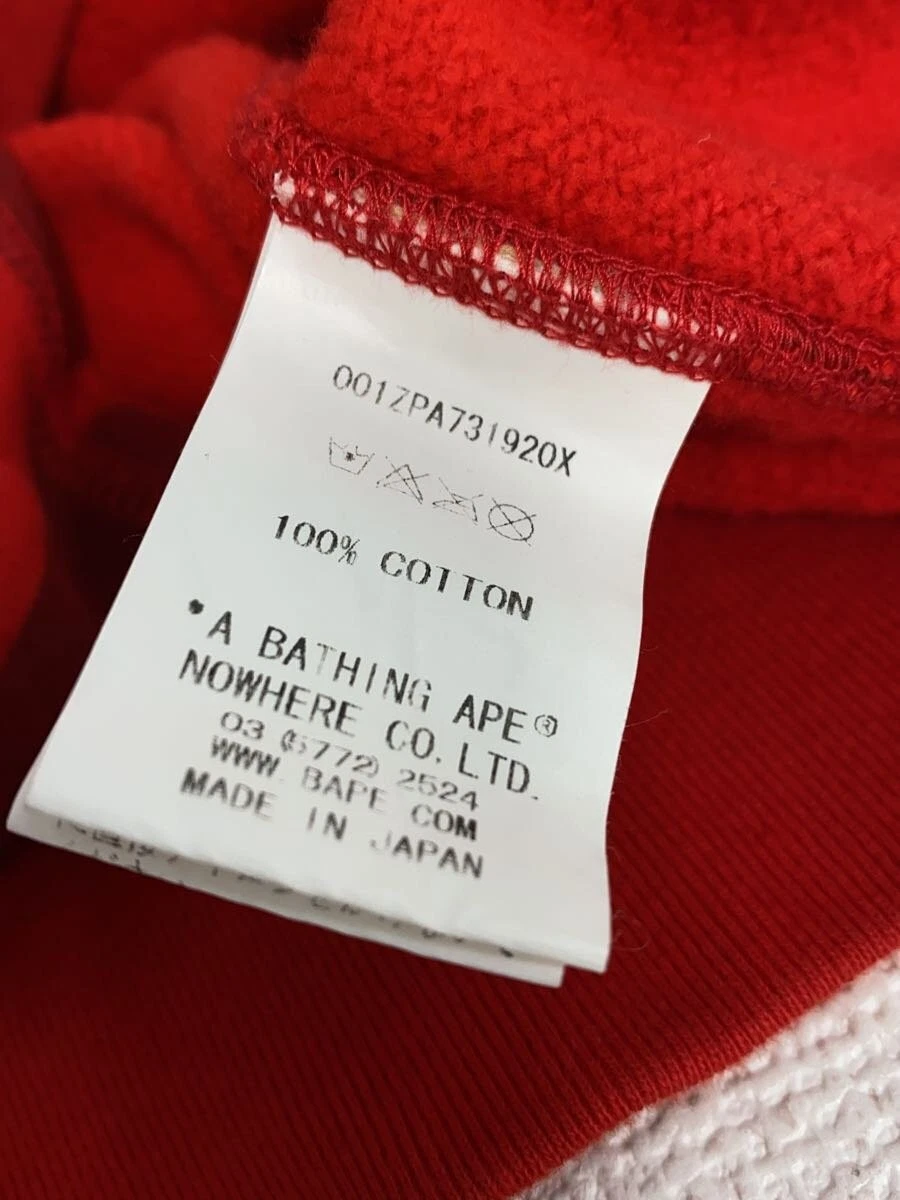 001ZPA731920X
100% COTTON
*A BATHING APE®
NOWHERE CO.LTD.
03 (5772) 2524
WWW.BAPE.COM
MADE IN JAPAN